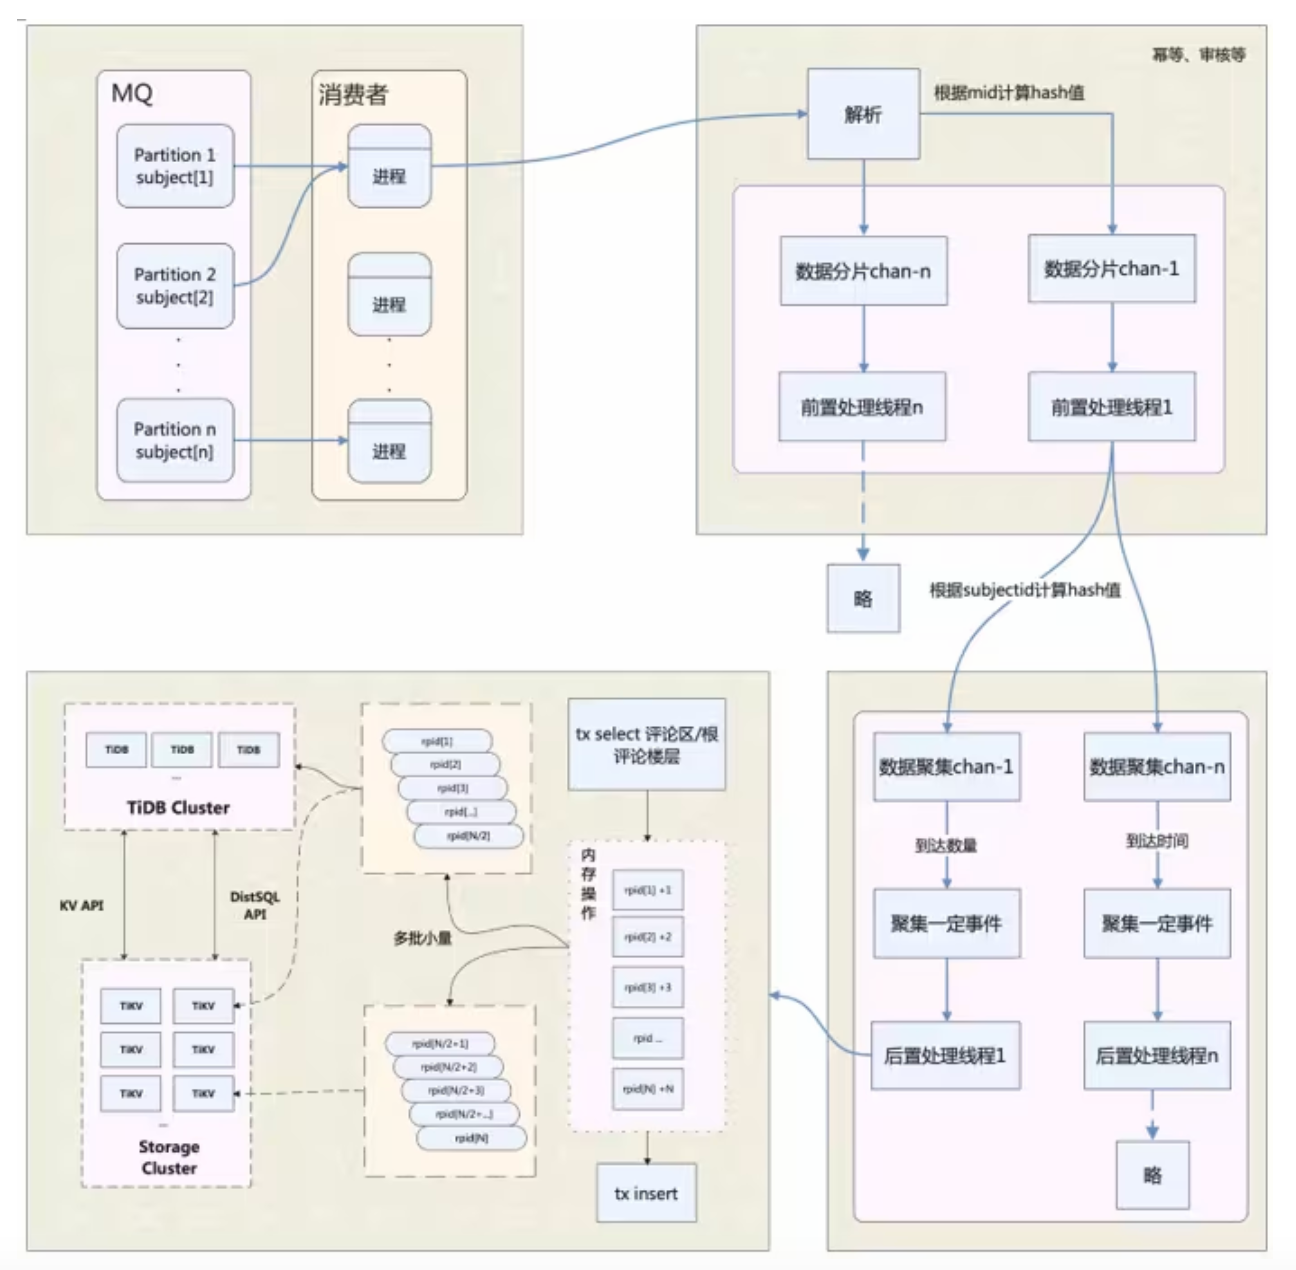 MQ
消费者
Partition 1
subject[1]
进程
Partition 2
subject[2]
进程
Partition n
subject[n]
进程
幂等、审核等
解析
根据mid计算hash值
数据分片chan-n
数据分片chan-1
前置处理线程n
前置处理线程1
略
根据subjectid计算hash值
TiDB
TiDB
TiDB
...
TiDB Cluster
KV API
DistSQL
API
TiKV
TiKV
TiKV
TiKV
TiKV
TiKV
...
Storage
Cluster
rpid[1]
rpid[2]
rpid[3]
rpid[...]
rpid[N/2]
多批小量
rpid[N/2+1]
rpid[N/2+2]
rpid[N/2+3]
rpid[N/2+...]
rpid[N]
tx select 评论区/根
评论楼层
内存操作
rpid[1] +1
rpid[2] +2
rpid[3] +3
rpid ...
rpid[N] +N
tx insert
数据聚集chan-1
数据聚集chan-n
到达数量
到达时间
聚集一定事件
聚集一定事件
后置处理线程1
后置处理线程n
略